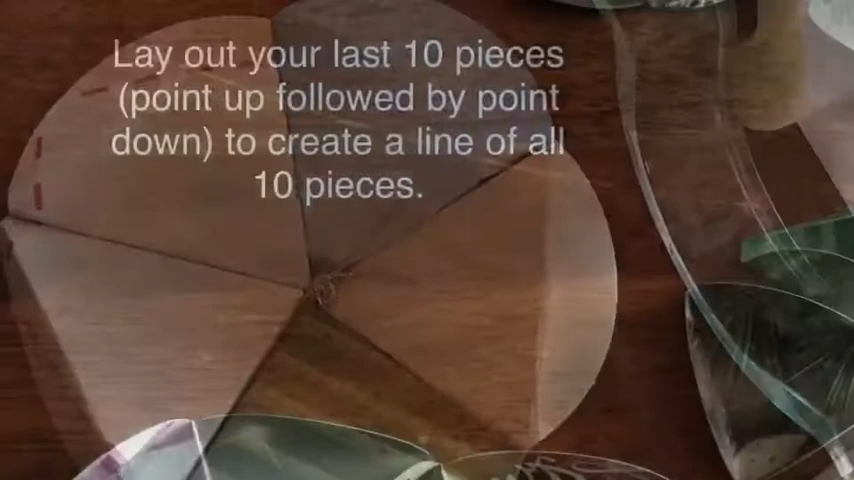 Lay out your last 10 pieces
(point up followed by point
down) to create a line of all
10 pieces.